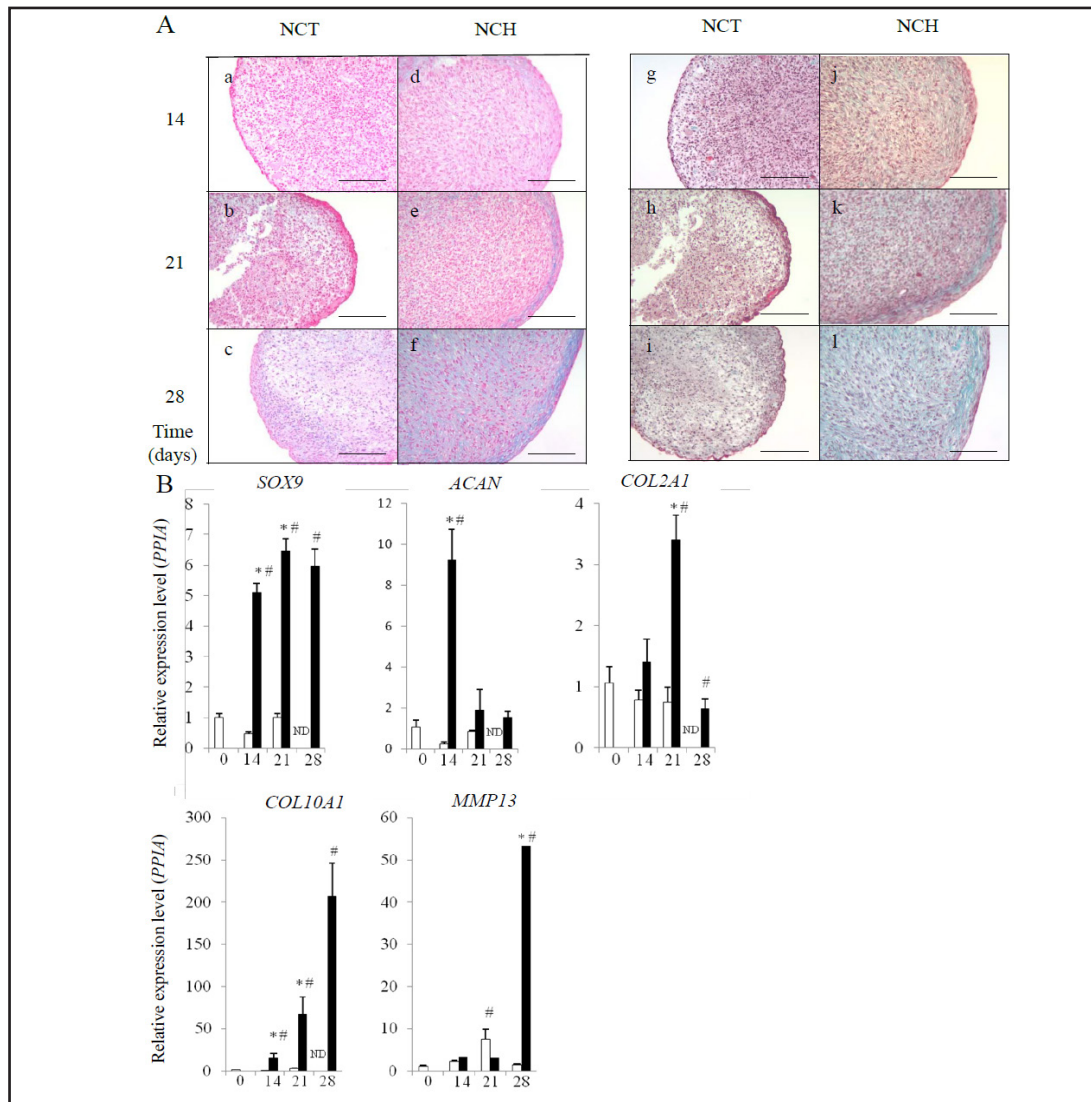 A
NCT NCH NCT NCH
14 a d g j
21 b e h k
28 c f i l
Time
(days)
B
SOX9 ACAN COL2A1
Relative expression level (PPIA)
8
7
6
5
4
3
2
1
0
* # * # #
ND
0 14 21 28
12
10
8
6
4
2
0
* #
ND
0 14 21 28
4
3
2
1
0
* #
#
ND
0 14 21 28
COL10A1 MMP13
Relative expression level (PPIA)
300
250
200
150
100
50
0
* # * # #
ND
0 14 21 28
60
50
40
30
20
10
0
# * #
0 14 21 28